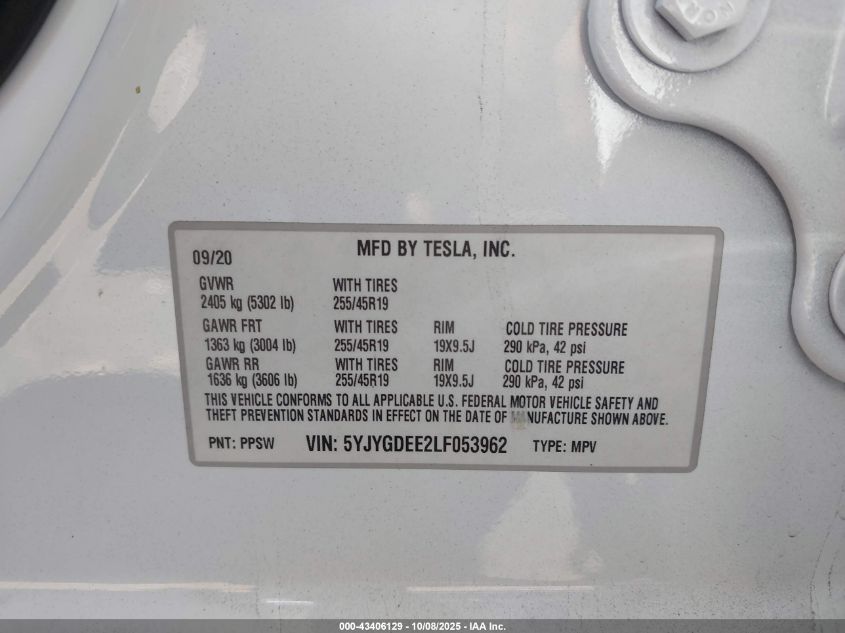 NOR
09/20 MFD BY TESLA, INC.
GVWR WITH TIRES
2405 kg (5302 lb) 255/45R19
GAWR FRT WITH TIRES RIM COLD TIRE PRESSURE
1363 kg (3004 lb) 255/45R19 19X9.5J 290 kPa, 42 psi
GAWR RR WITH TIRES RIM COLD TIRE PRESSURE
1636 kg (3606 lb) 255/45R19 19X9.5J 290 kPa, 42 psi
THIS VEHICLE CONFORMS TO ALL APPLICABLE U.S. FEDERAL MOTOR VEHICLE SAFETY AND
THEFT PREVENTION STANDARDS IN EFFECT ON THE DATE OF MANUFACTURE SHOWN ABOVE.
PNT: PPSW VIN: 5YJYGDEE2LF053962 TYPE: MPV
000-43406129 - 10/08/2025 - IAA Inc.